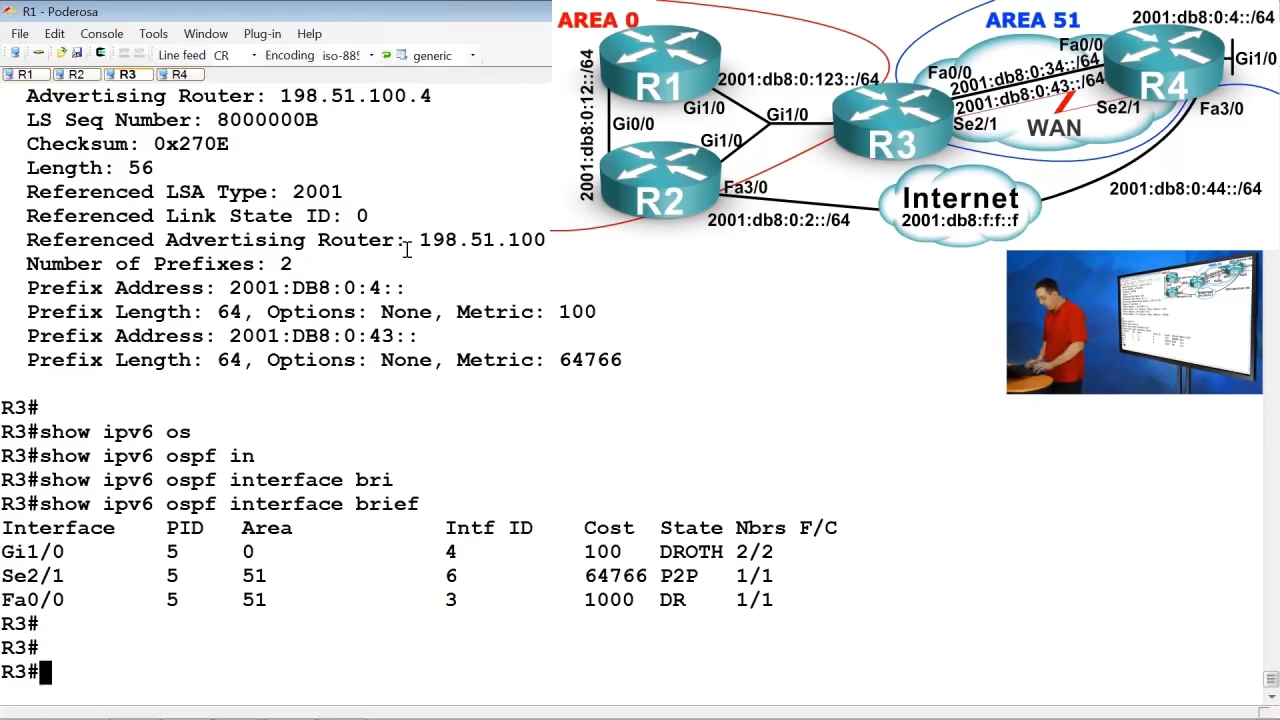 R1 - Poderosa
File Edit Console Tools Window Plug-in Help
Line feed CR Encoding iso-88: generic
R1 R2 R3 R4
Advertising Router: 198.51.100.4
LS Seq Number: 8000000B
Checksum: 0x270E
Length: 56
Referenced LSA Type: 2001
Referenced Link State ID: 0
Referenced Advertising Router: 198.51.100
Number of Prefixes: 2
Prefix Address: 2001:DB8:0:4::
Prefix Length: 64, Options: None, Metric: 100
Prefix Address: 2001:DB8:0:43::
Prefix Length: 64, Options: None, Metric: 64766
R3#
R3#show ipv6 os
R3#show ipv6 ospf in
R3#show ipv6 ospf interface bri
R3#show ipv6 ospf interface brief
Interface PID Area Intf ID Cost State Nbrs F/C
Gi1/0 5 0 4 100 DROTH 2/2
Se2/1 5 51 6 64766 P2P 1/1
Fa0/0 5 51 3 1000 DR 1/1
R3#
R3#
R3#
AREA 0
AREA 51
2001:db8:0:4::/64
R1
2001:db8:0:123::/64
Gi1/0
Gi0/0
2001:db8:0:12::/64
Gi1/0
Gi1/0
R2
Fa3/0
2001:db8:0:2::/64
R3
Fa0/0
Se2/1
2001:db8:0:34::/64
2001:db8:0:43::/64
WAN
Fa0/0
Se2/1
R4
Gi1/0
Fa3/0
2001:db8:0:44::/64
Internet
2001:db8:f:f::f